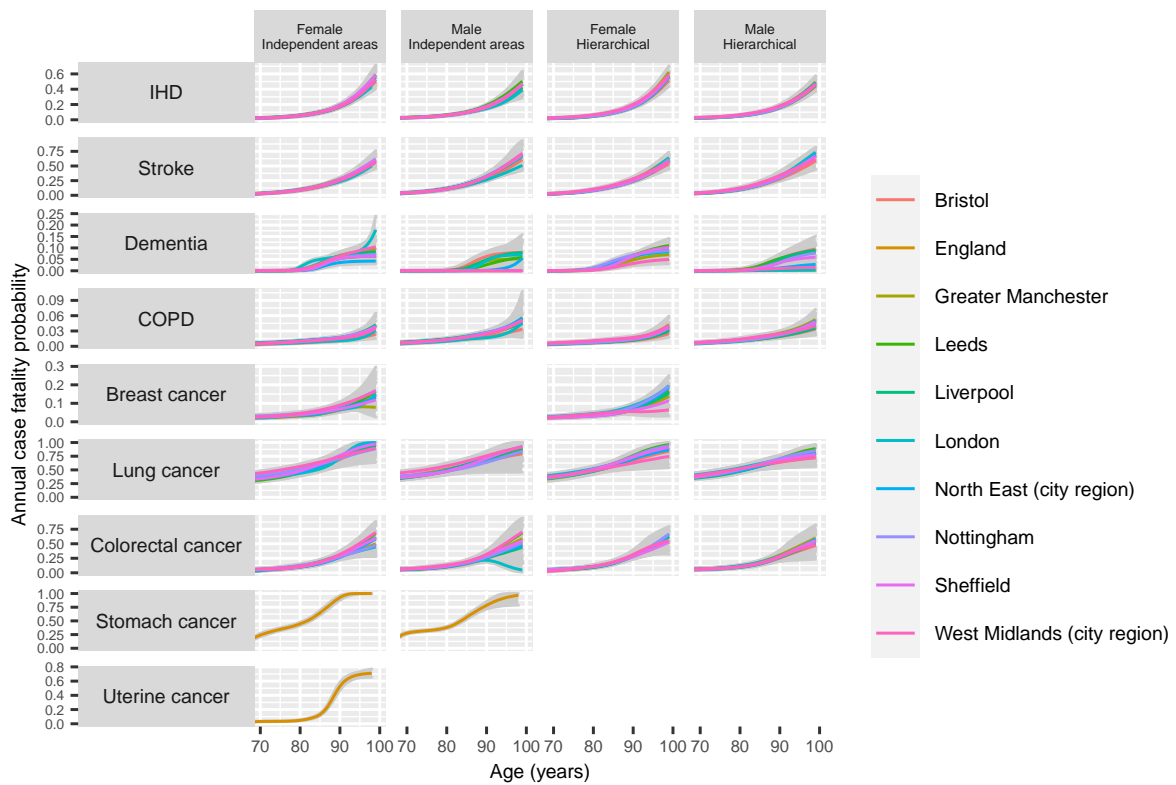 Female
Independent areas
Male
Independent areas
Female
Hierarchical
Male
Hierarchical
Annual case fatality probability
IHD
0.6
0.4
0.2
0.0
Stroke
0.75
0.50
0.25
0.00
Dementia
0.25
0.20
0.15
0.10
0.05
0.00
COPD
0.09
0.06
0.03
0.00
Breast cancer
0.3
0.2
0.1
0.0
Lung cancer
1.00
0.75
0.50
0.25
0.00
Colorectal cancer
0.75
0.50
0.25
0.00
Stomach cancer
1.00
0.75
0.50
0.25
0.00
Uterine cancer
0.8
0.6
0.4
0.2
0.0
70 80 90 100 70 80 90 100 70 80 90 100 70 80 90 100
Age (years)
Bristol
England
Greater Manchester
Leeds
Liverpool
London
North East (city region)
Nottingham
Sheffield
West Midlands (city region)